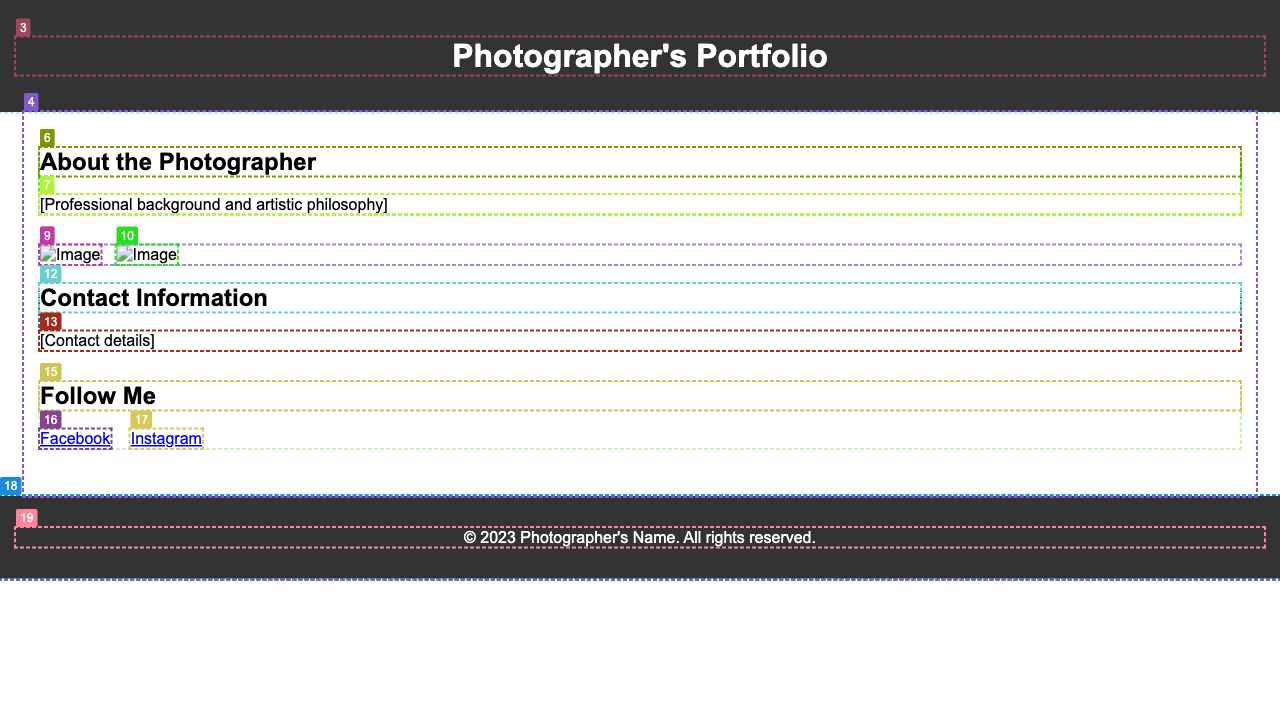 3
Photographer's Portfolio
4
6
About the Photographer
7
[Professional background and artistic philosophy]
9 10
Image Image
12
Contact Information
13
[Contact details]
15
Follow Me
16 17
Facebook Instagram
18
19
© 2023 Photographer's Name. All rights reserved.